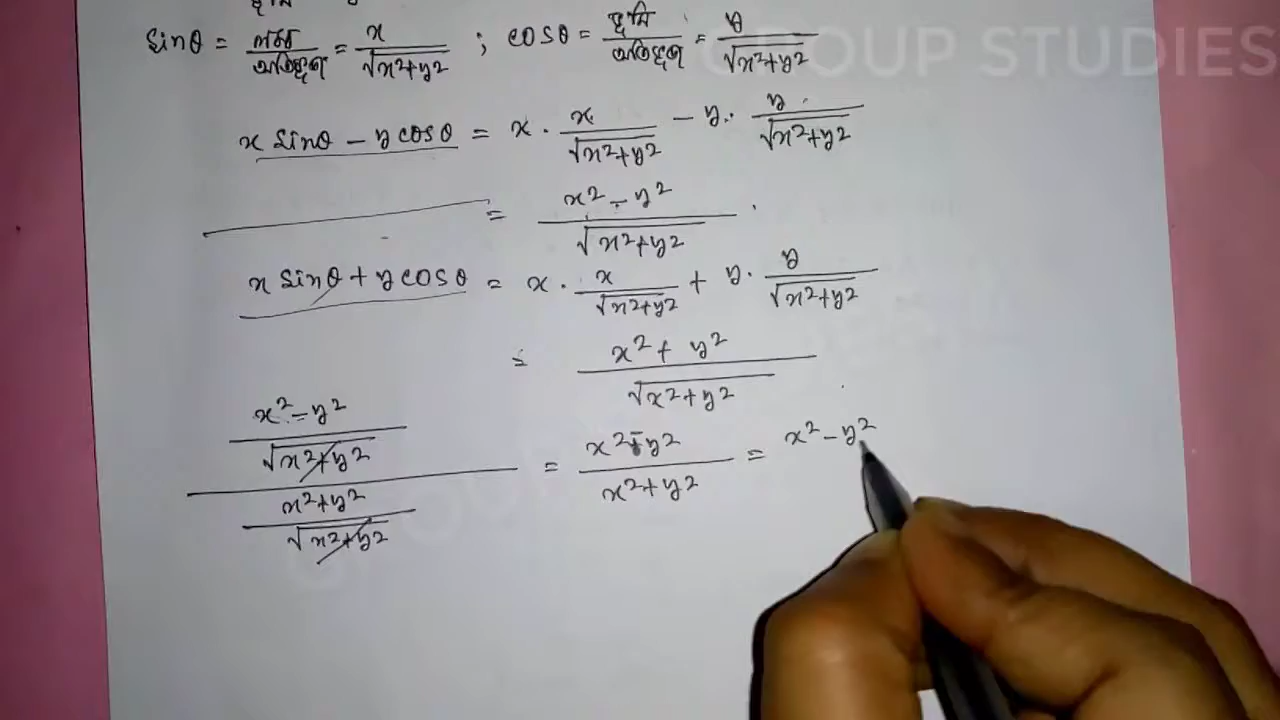 sinθ = লম্ব/অতিভূজ = x/√x²+y² ; cosθ = ভূমি/অতিভূজ = y/√x²+y²
GROUP STUDIES
x sinθ – y cosθ = x · x/√x²+y² – y · y/√x²+y²
= x² – y²/√x²+y²
x sinθ + y cosθ = x · x/√x²+y² + y · y/√x²+y²
= x² + y²/√x²+y²
x² – y²/√x²+y² / x²+y²/√x²+y² = x² – y²/x²+y² = x² – y²